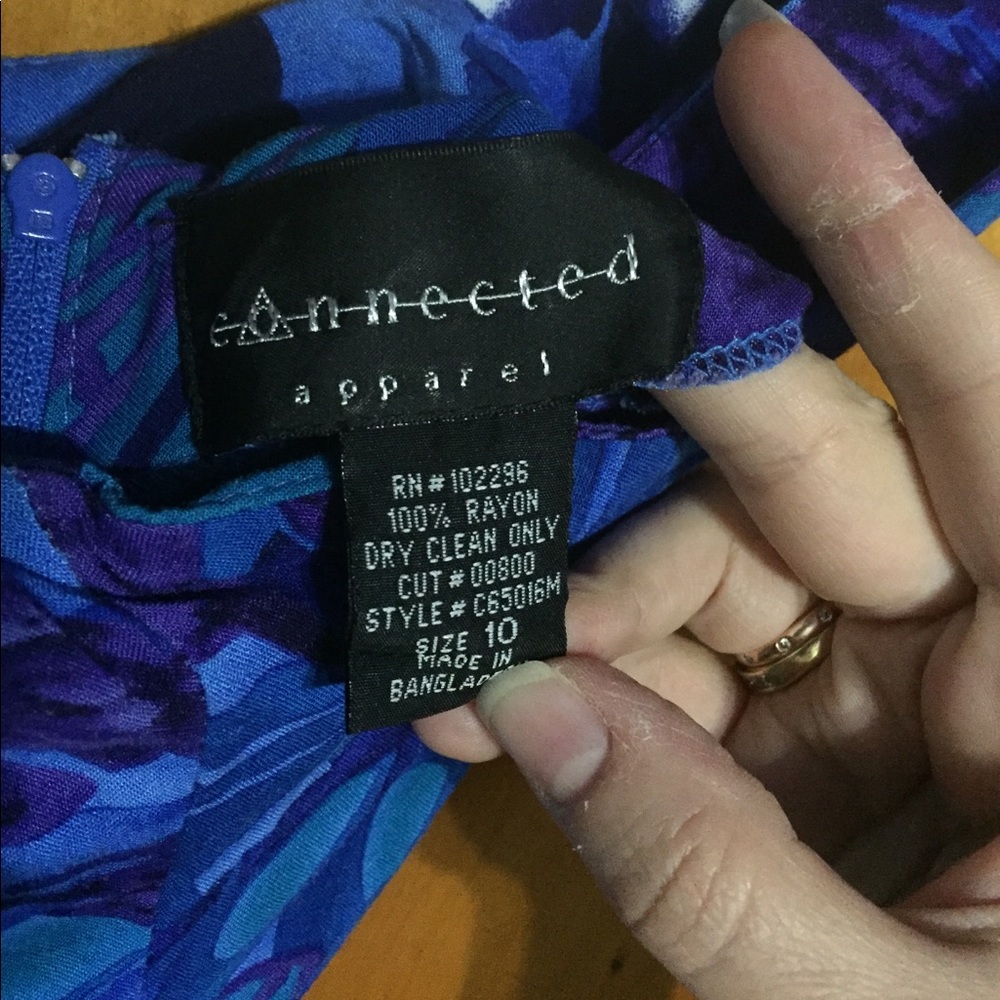 connected
apparel
RN # 102296
100% RAYON
DRY CLEAN ONLY
CUT # 00800
STYLE # C65016M
SIZE 10
MADE IN